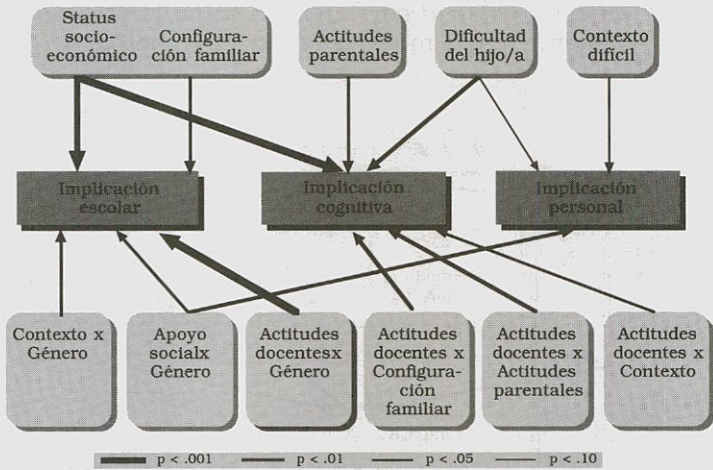 Status
socio-
económico
Configura-
ción familiar
Actitudes
parentales
Dificultad
del hijo/a
Contexto
difícil
Implicación
escolar
Implicación
cognitiva
Implicación
personal
Contexto x
Género
Apoyo
socialx
Género
Actitudes
docentesx
Género
Actitudes
docentes x
Configura-
ción
familiar
Actitudes
docentes x
Actitudes
parentales
Actitudes
docentes x
Contexto
p < .001
p < .01
p < .05
p < .10